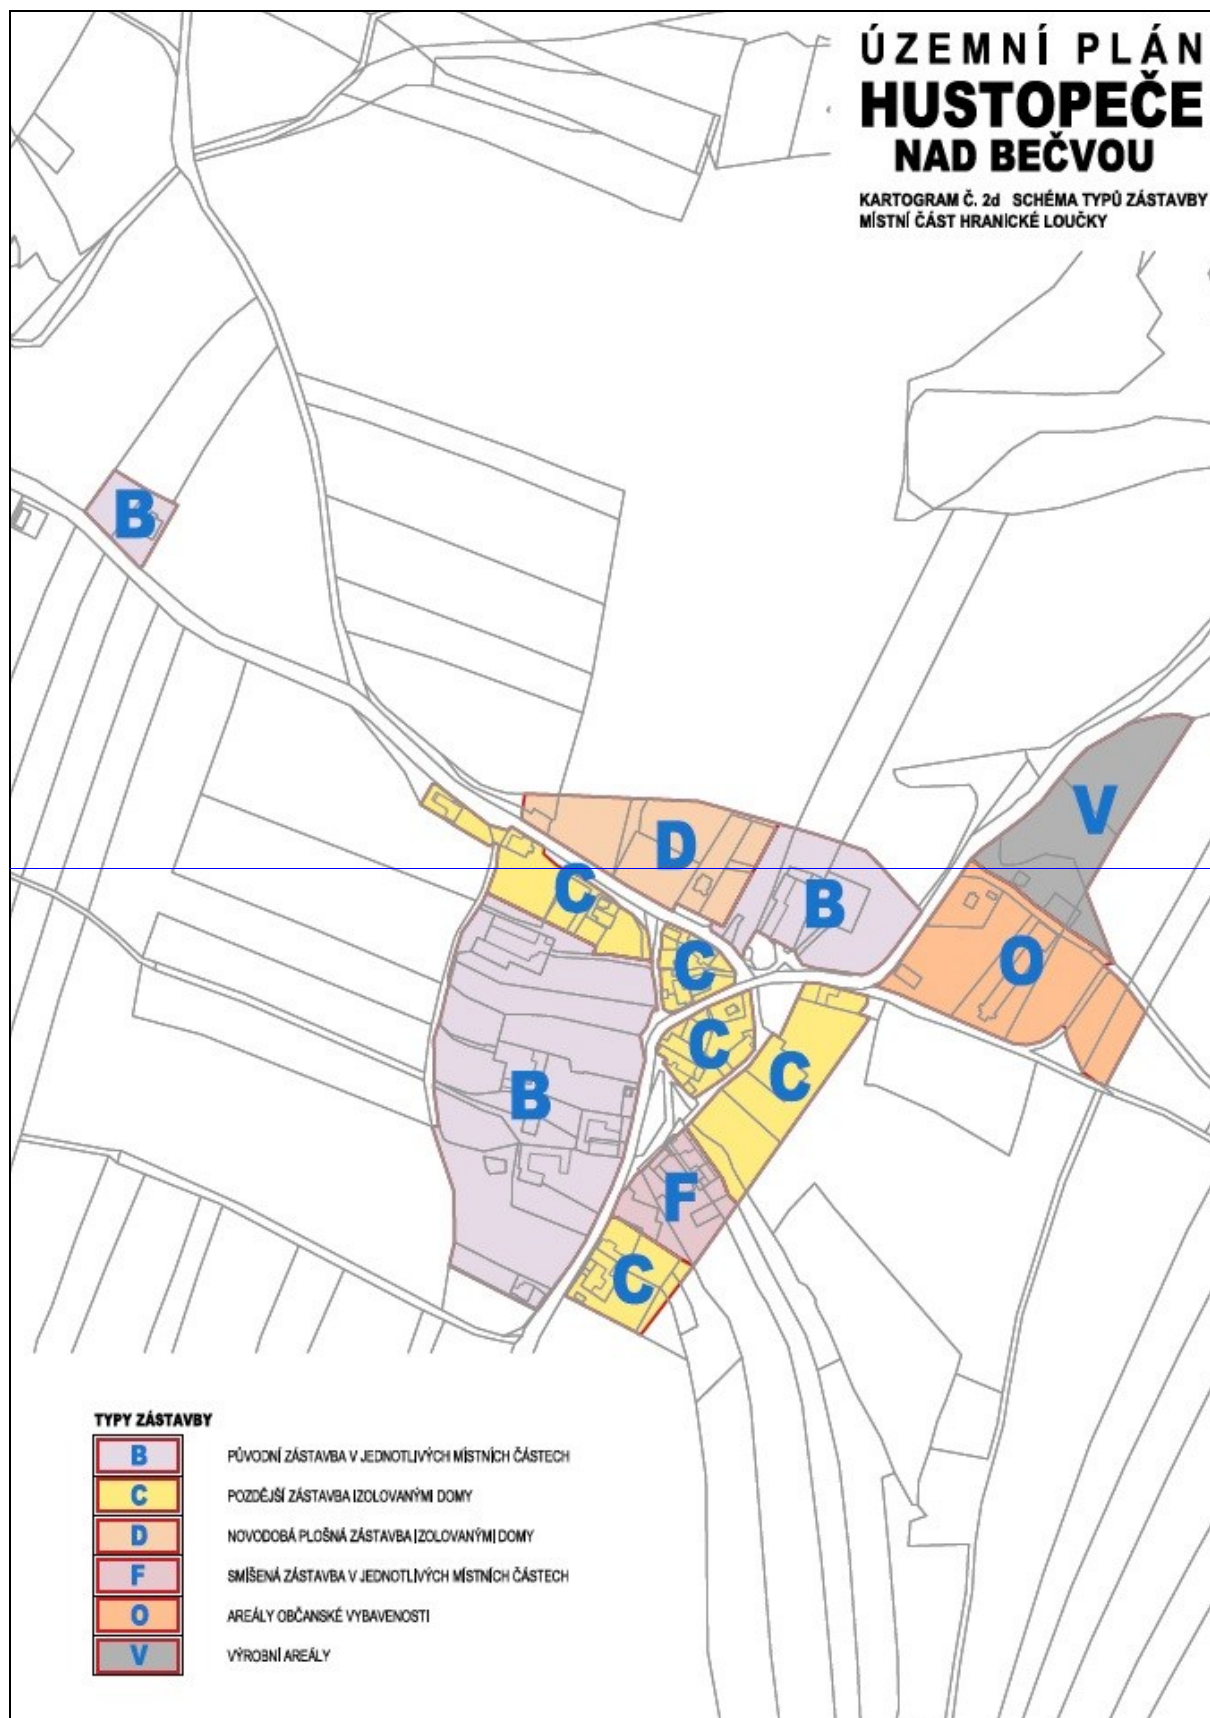 ÚZEMNÍ PLÁN
HUSTOPEČE
NAD BEČVOU
KARTOGRAM Č. 2d SCHÉMA TYPŮ ZÁSTAVBY
MÍSTNÍ ČÁST HRANICKÉ LOUČKY
B
V
D
C
B
C
O
C
C
B
F
C
TYPY ZÁSTAVBY
B PŮVODNÍ ZÁSTAVBA V JEDNOTLIVÝCH MÍSTNÍCH ČÁSTECH
C POZDĚJŠÍ ZÁSTAVBA IZOLOVANÝMI DOMY
D NOVODOBÁ PLOŠNÁ ZÁSTAVBA IZOLOVANÝMI DOMY
F SMÍŠENÁ ZÁSTAVBA V JEDNOTLIVÝCH MÍSTNÍCH ČÁSTECH
O AREÁLY OBČANSKÉ VYBAVENOSTI
V VÝROBNÍ AREÁLY